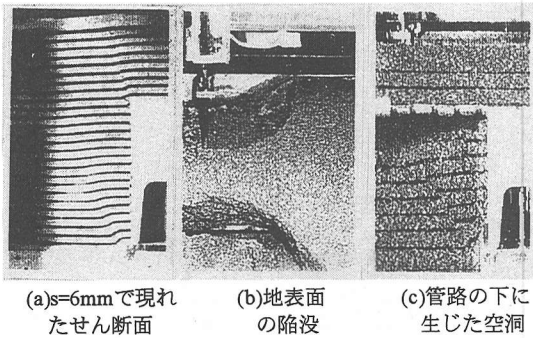 (a)s=6mmで現れ
たせん断面
(b)地表面
の陥没
(c)管路の下に
生じた空洞